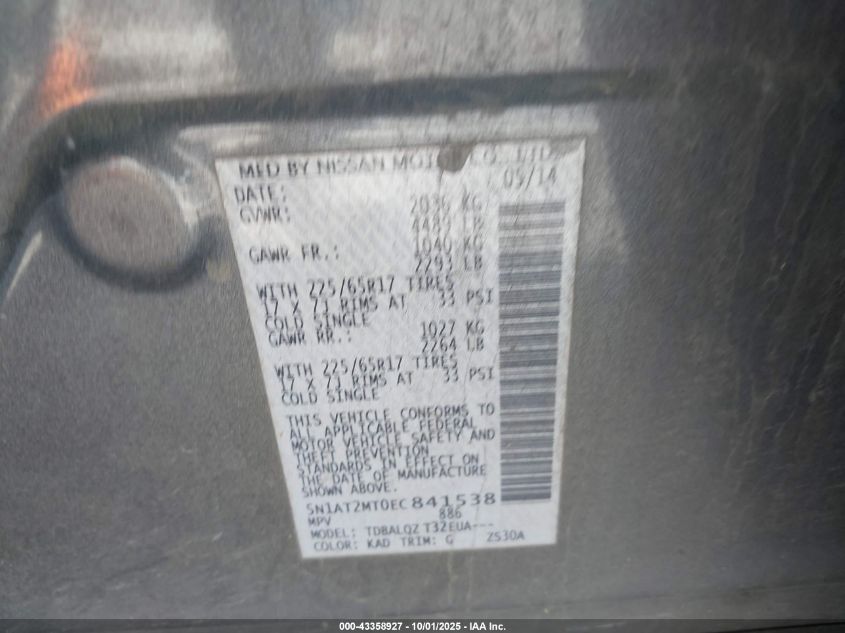 MFD BY NISSAN MOTOR CO., LTD.
DATE: 05/14
GVWR: 2036 KG
4489 LB
GAWR FR.: 1040 KG
2293 LB
WITH 225/65R17 TIRES
17 X 7J RIMS AT 33 PSI
COLD SINGLE
GAWR RR.: 1027 KG
2264 LB
WITH 225/65R17 TIRES
17 X 7J RIMS AT 33 PSI
COLD SINGLE
THIS VEHICLE CONFORMS TO
ALL APPLICABLE FEDERAL
MOTOR VEHICLE SAFETY AND
THEFT PREVENTION
STANDARDS IN EFFECT ON
THE DATE OF MANUFACTURE
SHOWN ABOVE
5N1AT2MT0EC841538
MPV 886
MODEL: TDBALQZ T32EUA---
COLOR: KAD TRIM: G ZS30A
000-43358927 - 10/01/2025 - IAA Inc.